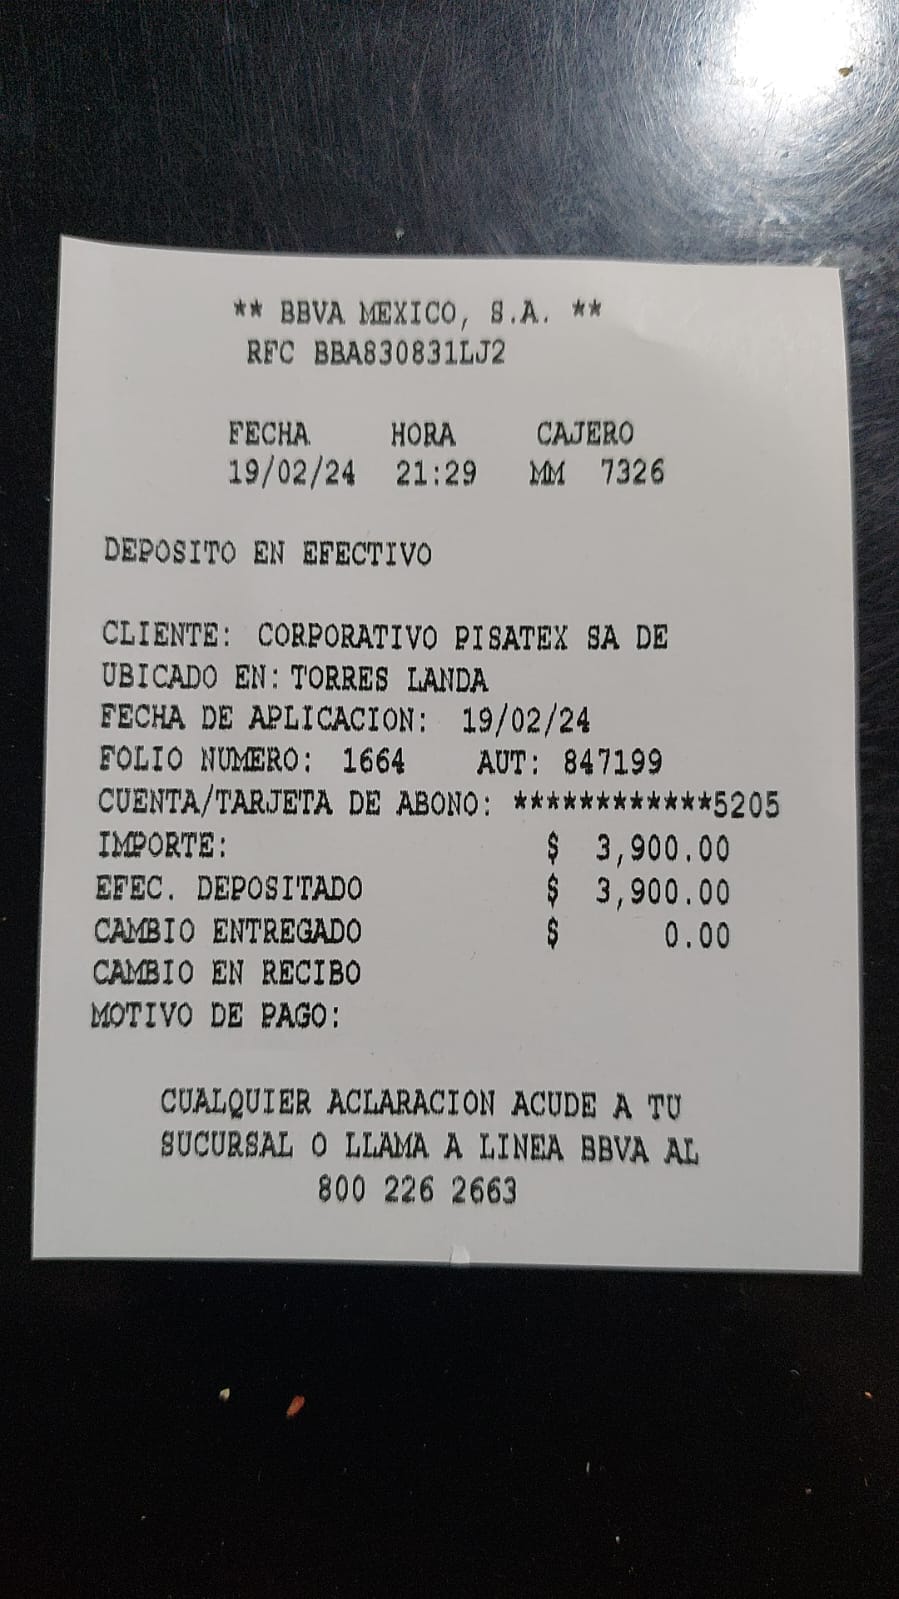 ** BBVA MEXICO, S.A. **
RFC BBA830831LJ2
FECHA HORA CAJERO
19/02/24 21:29 MM 7326
DEPOSITO EN EFECTIVO
CLIENTE: CORPORATIVO PISATEX SA DE
UBICADO EN: TORRES LANDA
FECHA DE APLICACION: 19/02/24
FOLIO NUMERO: 1664 AUT: 847199
CUENTA/TARJETA DE ABONO: ************5205
IMPORTE: $ 3,900.00
EFEC. DEPOSITADO $ 3,900.00
CAMBIO ENTREGADO $ 0.00
CAMBIO EN RECIBO
MOTIVO DE PAGO:
CUALQUIER ACLARACION ACUDE A TU
SUCURSAL O LLAMA A LINEA BBVA AL
800 226 2663